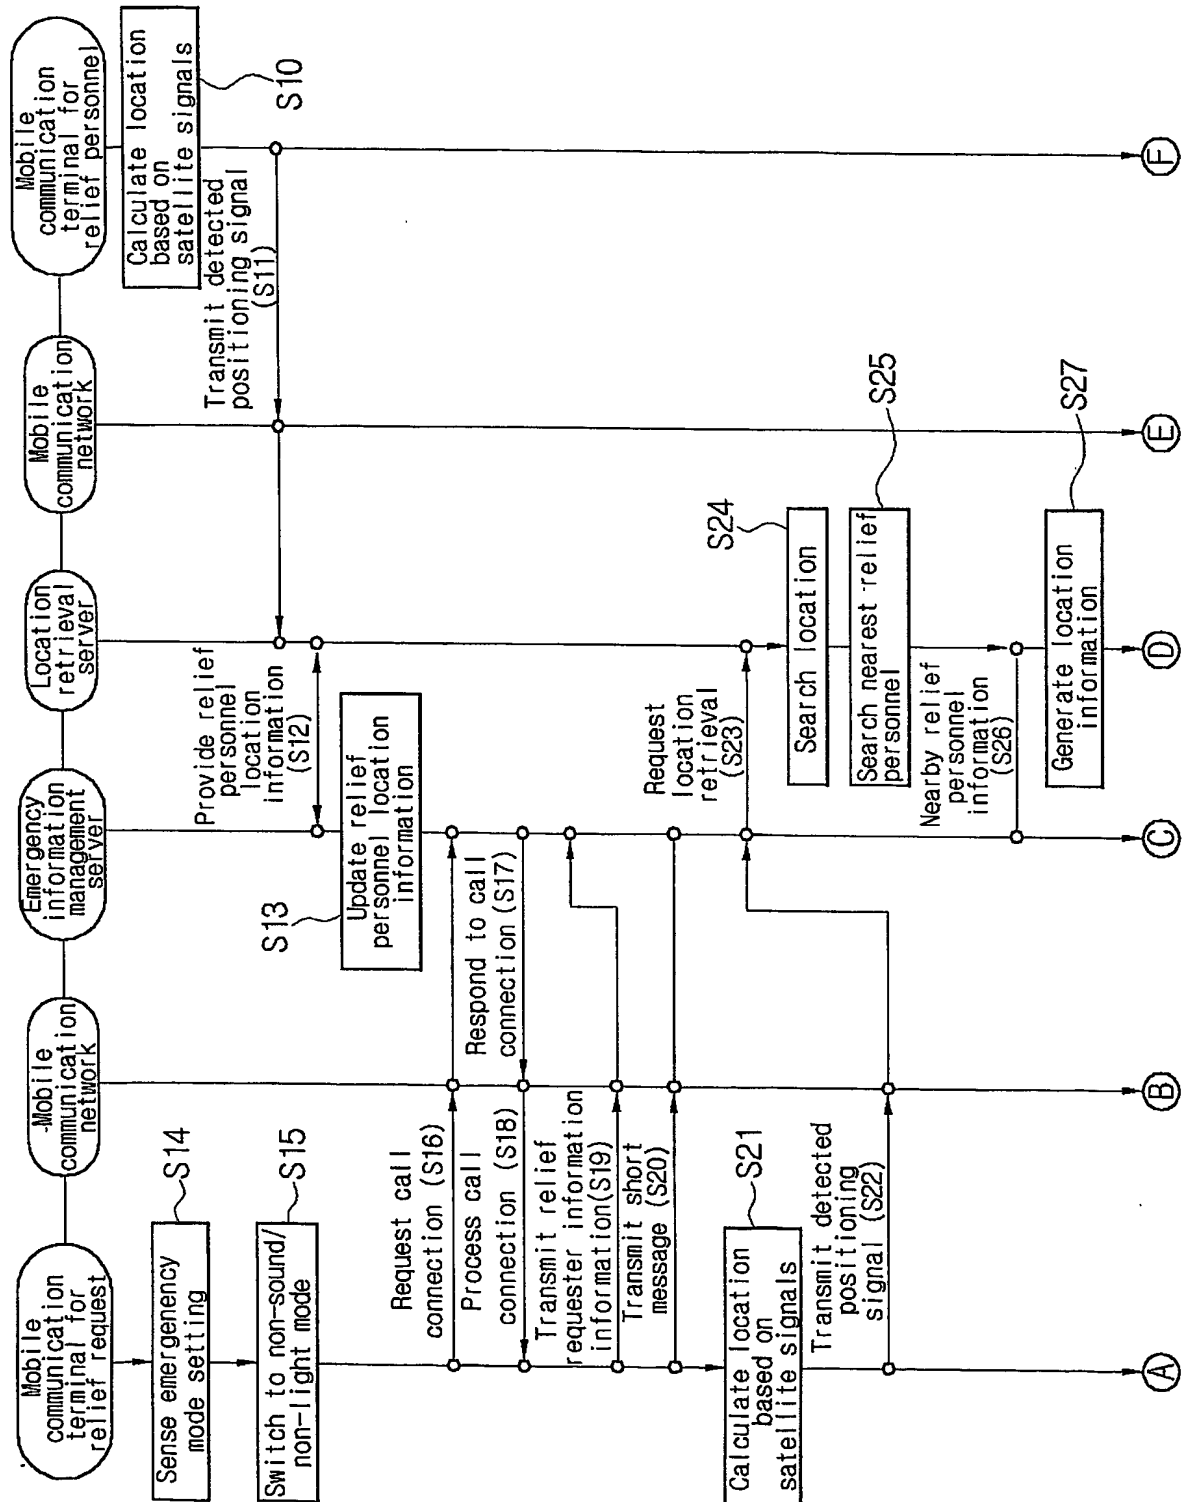 Mobile
communication
terminal for
relief request
-Mobile
communication
network
Emergency
information
management
server
Location
retrieval
server
Mobile
communication
network
Mobile
communication
terminal for
relief personnel
Calculate location
based on
satellite signals
S10
Transmit detected
positioning signal
(S11)
Provide relief
personnel
location
information
(S12)
S13
Update relief
personnel location
information
Sense emergenency
mode setting
S14
Switch to non-sound/
non-light mode
S15
Request call
connection (S16)
Respond to call
connection (S17)
Process call
connection (S18)
Transmit relief
requester information
information(S19)
Transmit short
message (S20)
Calculate location
based on
satellite signals
S21
Transmit detected
positioning
signal (S22)
Request
location
retrieval
(S23)
Search location
S24
Search nearest relief
personnel
S25
Nearby relief
personnel
information
(S26)
Generate location
information
S27
A
B
C
D
E
F